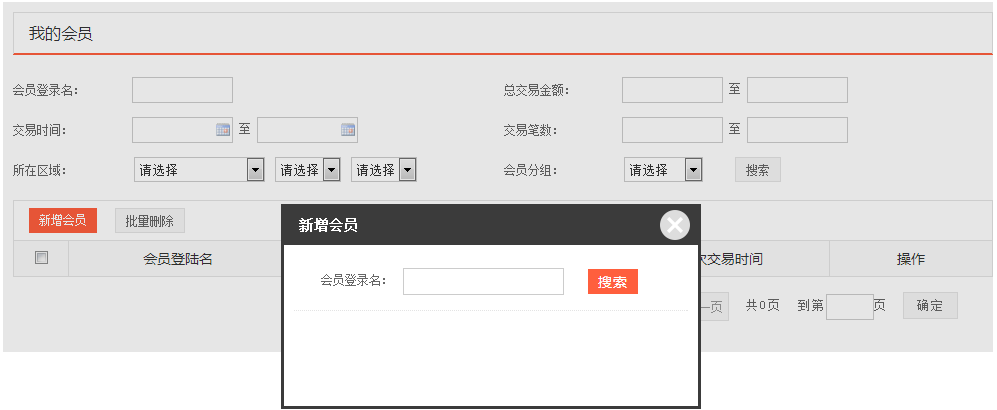 我的会员
会员登录名： 总交易金额： 至
交易时间： 至 交易笔数： 至
所在区域： 请选择 请选择 请选择 会员分组： 请选择 搜索
新增会员 批量删除
会员登陆名 次交易时间 操作
一页 共0页 到第 页 确定
新增会员
会员登录名： 搜索